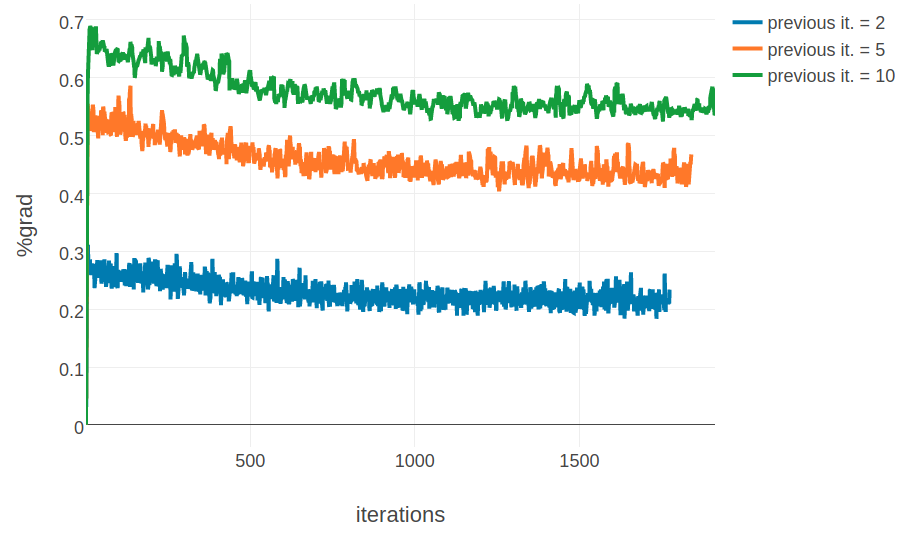 previous it. = 2
previous it. = 5
previous it. = 10
%grad
0.7
0.6
0.5
0.4
0.3
0.2
0.1
0
500
1000
1500
iterations